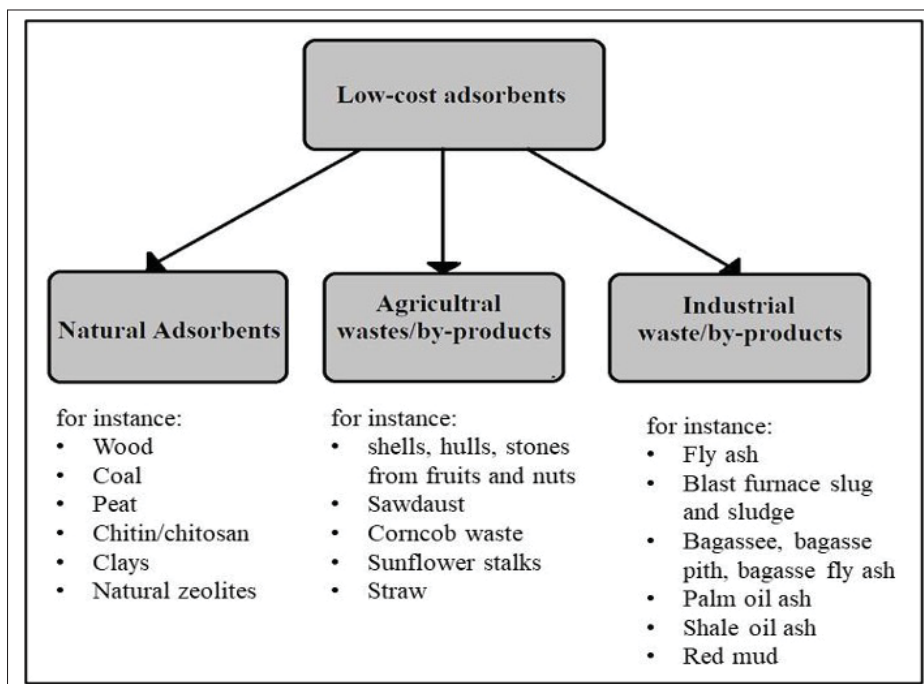 Low-cost adsorbents
Natural Adsorbents
Agricultral
wastes/by-products
Industrial
waste/by-products
for instance:
• Wood
• Coal
• Peat
• Chitin/chitosan
• Clays
• Natural zeolites
for instance:
• shells, hulls, stones
from fruits and nuts
• Sawdaust
• Corncob waste
• Sunflower stalks
• Straw
for instance:
• Fly ash
• Blast furnace slug
and sludge
• Bagassee, bagasse
pith, bagasse fly ash
• Palm oil ash
• Shale oil ash
• Red mud